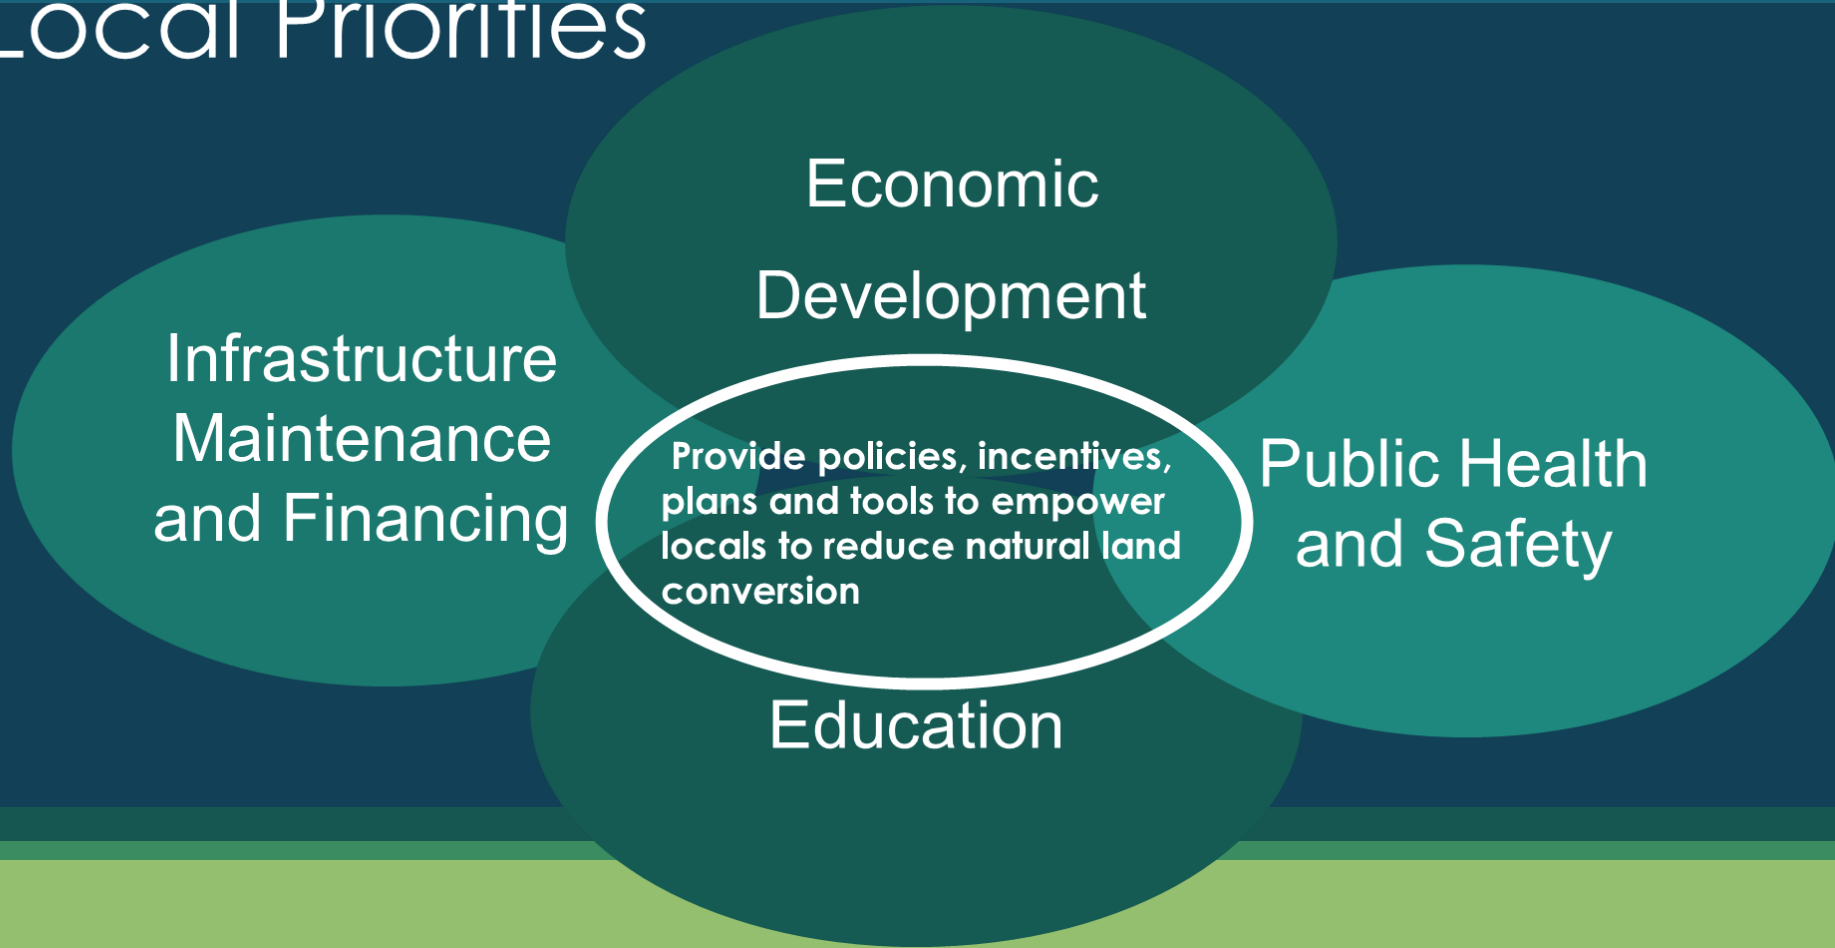 Local Priorities
Economic
Development
Infrastructure
Maintenance
and Financing
Public Health
and Safety
Provide policies, incentives,
plans and tools to empower
locals to reduce natural land
conversion
Education